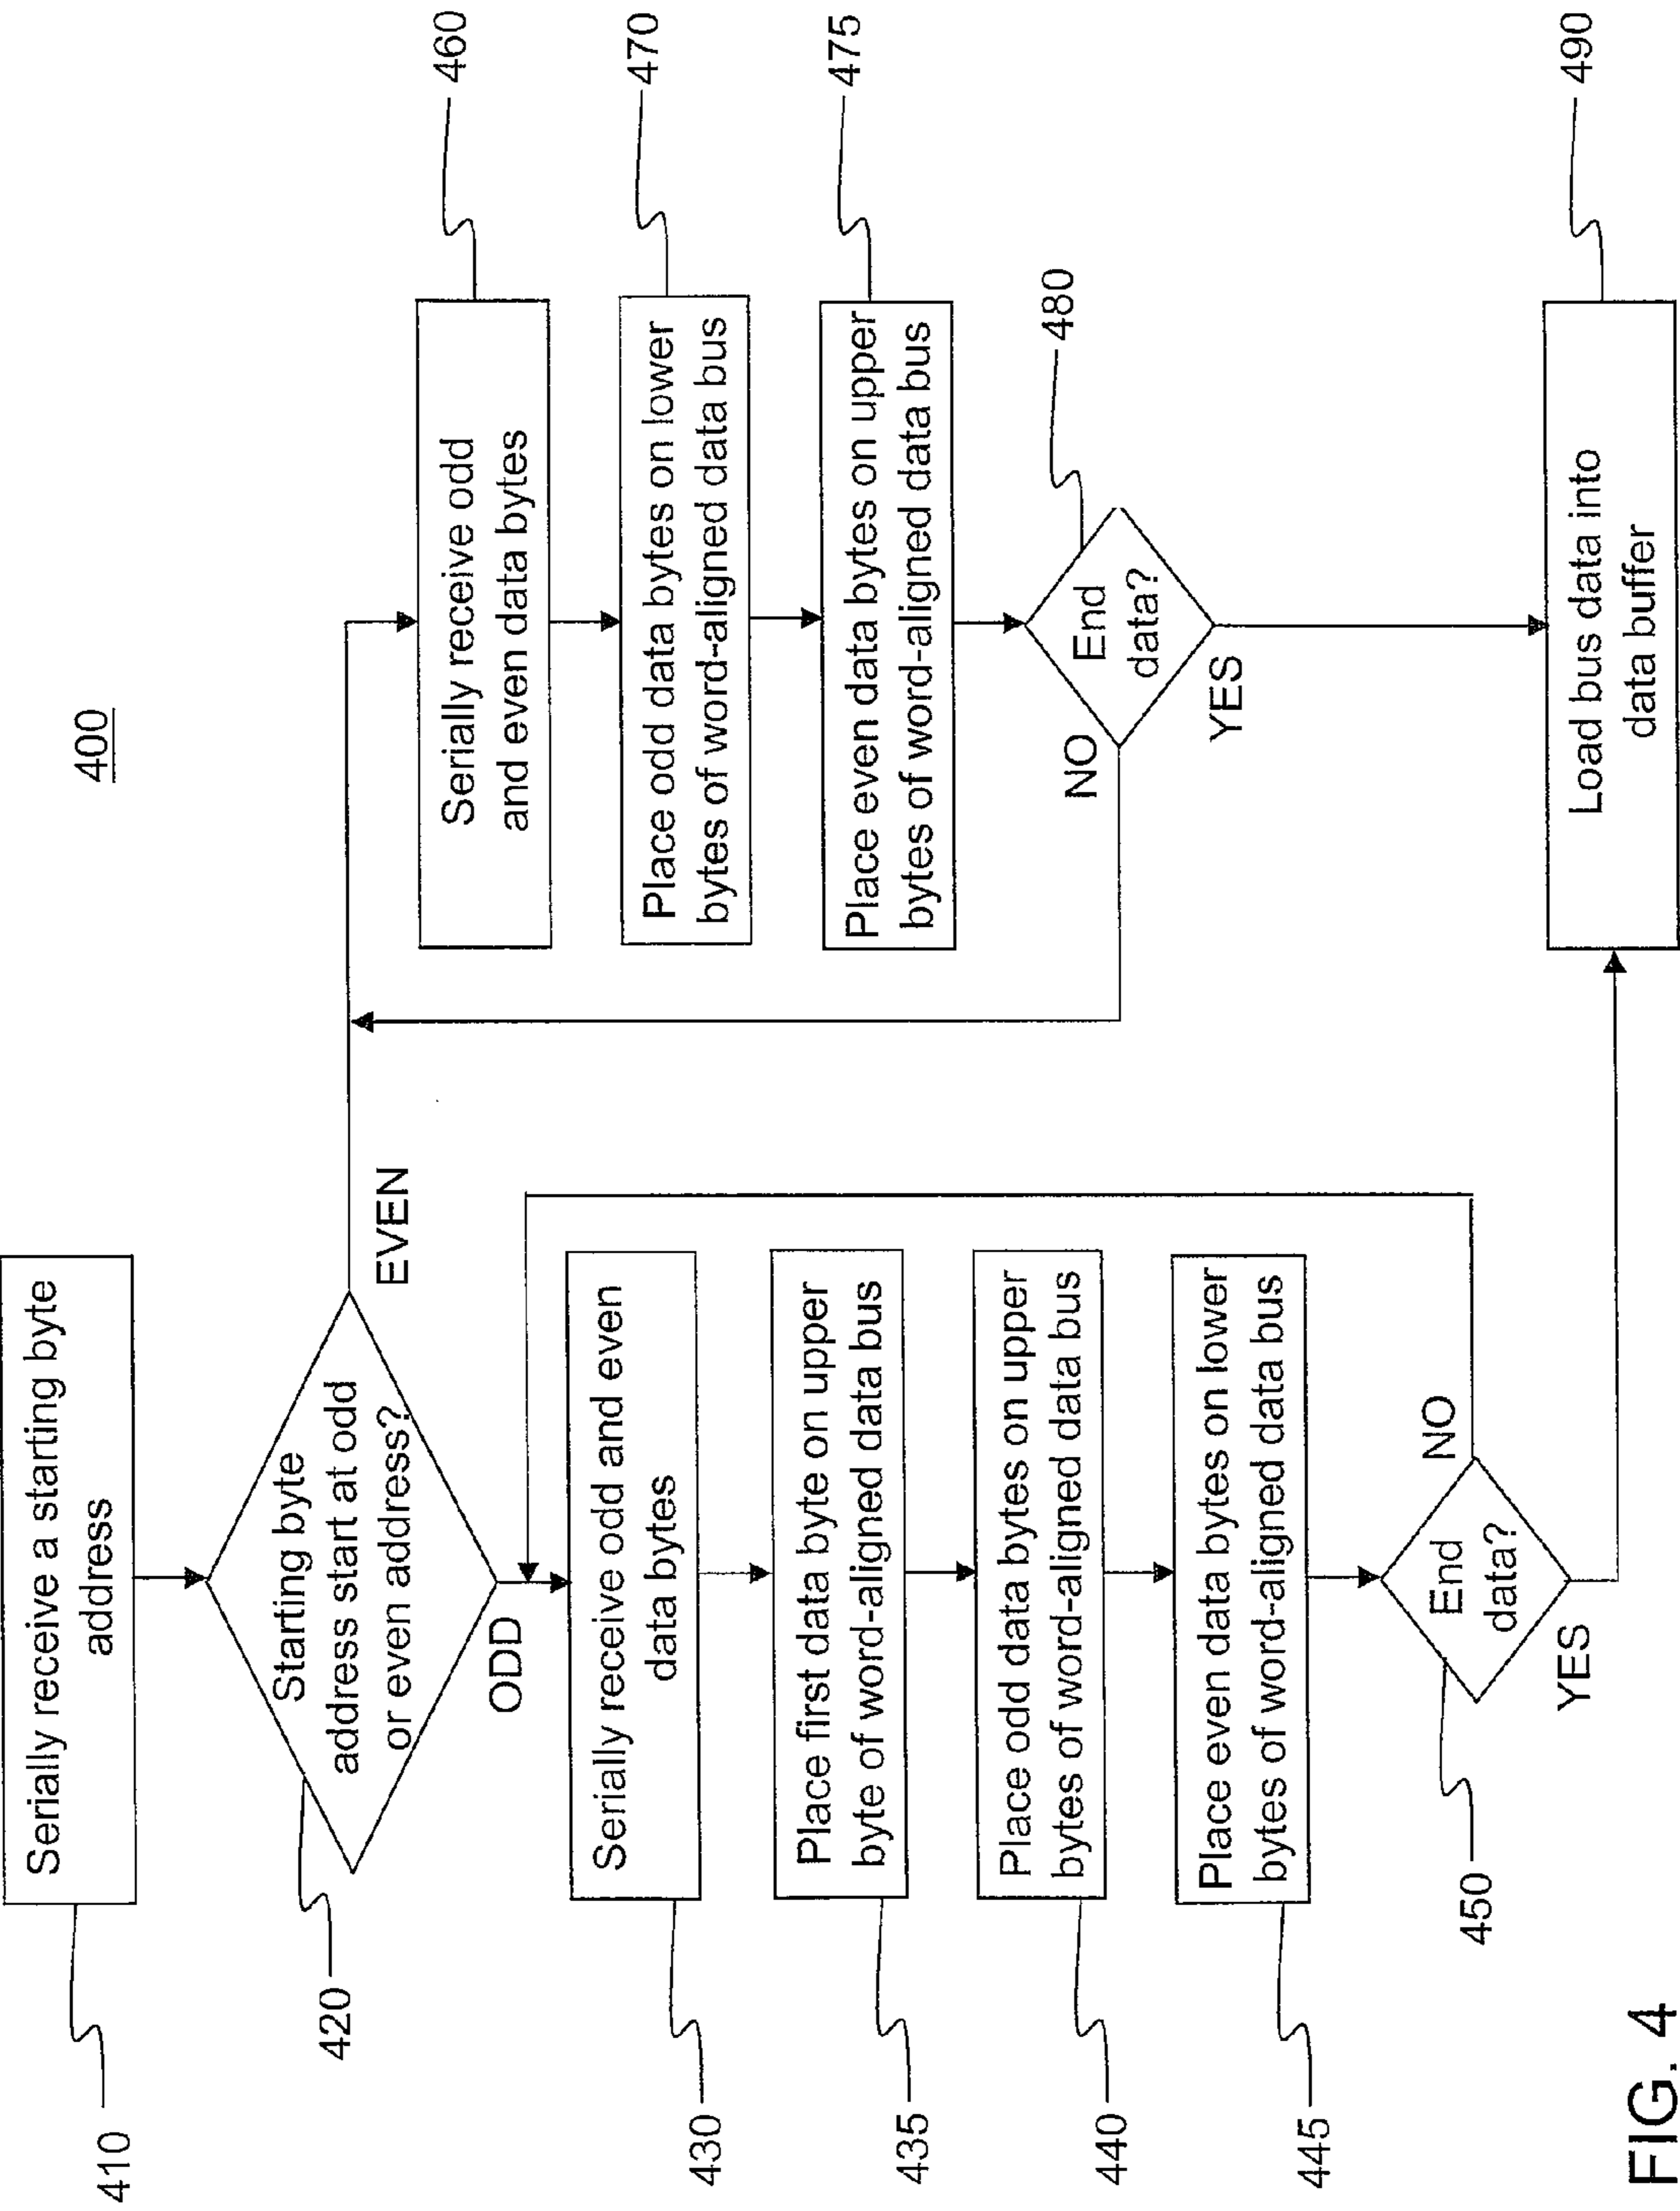 400
410
Serially receive a starting byte
address
420
Starting byte
address start at odd
or even address?
EVEN
ODD
430
Serially receive odd and even
data bytes
435
Place first data byte on upper
byte of word-aligned data bus
440
Place odd data bytes on upper
bytes of word-aligned data bus
445
Place even data bytes on lower
bytes of word-aligned data bus
450
End
data?
NO
YES
460
Serially receive odd
and even data bytes
470
Place odd data bytes on lower
bytes of word-aligned data bus
475
Place even data bytes on upper
bytes of word-aligned data bus
480
End
data?
NO
YES
490
Load bus data into
data buffer
FIG. 4